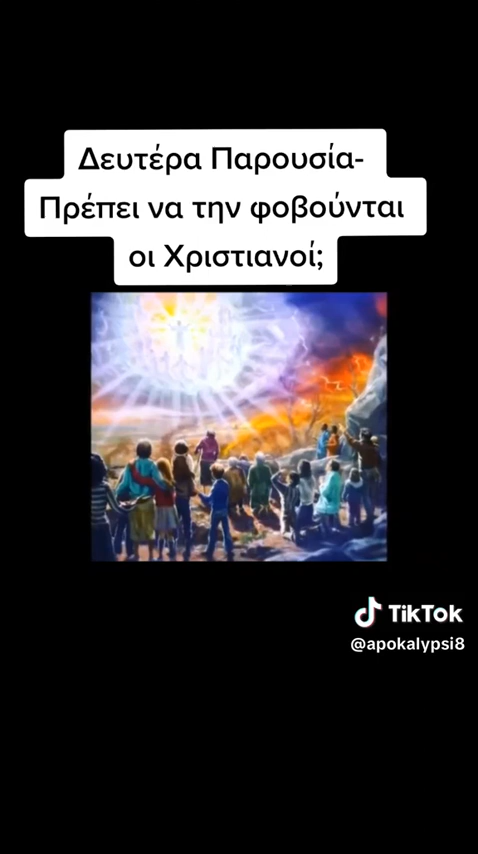 Δευτέρα Παρουσία-
Πρέπει να την φοβούνται
οι Χριστιανοί;
TikTok
@apokalypsi8